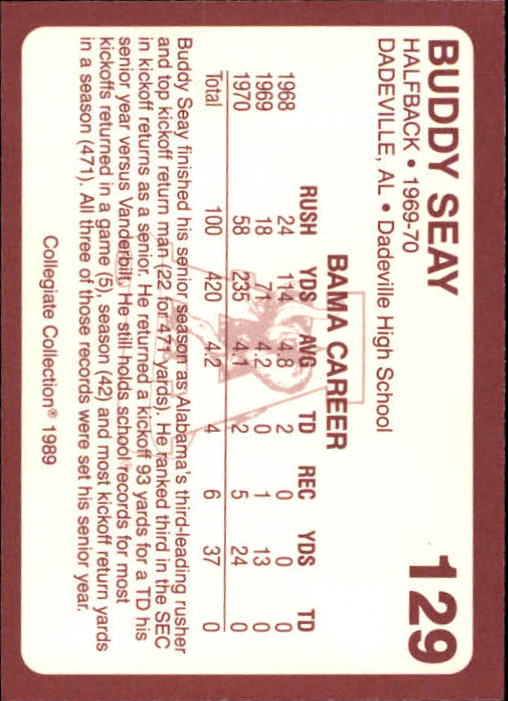 BUDDY SEAY 129
HALFBACK • 1969-70
DADEVILLE, AL • Dadeville High School
BAMA CAREER
RUSH YDS AVG TD REC YDS TD
1968 24 114 4.8 2 0 0 0
1969 18 71 4.2 0 1 13 0
1970 58 235 4.1 2 5 24 0
Total 100 420 4.2 4 6 37 0
Buddy Seay finished his senior season as Alabama's third-leading rusher
and top kickoff return man (22 for 471 yards). He ranked third in the SEC
in kickoff returns as a senior. He returned a kickoff 93 yards for a TD his
senior year versus Vanderbilt. He still holds school records for most
kickoffs returned in a game (5), season (42) and most kickoff return yards
in a season (471). All three of those records were set his senior year.
Collegiate Collection® 1989